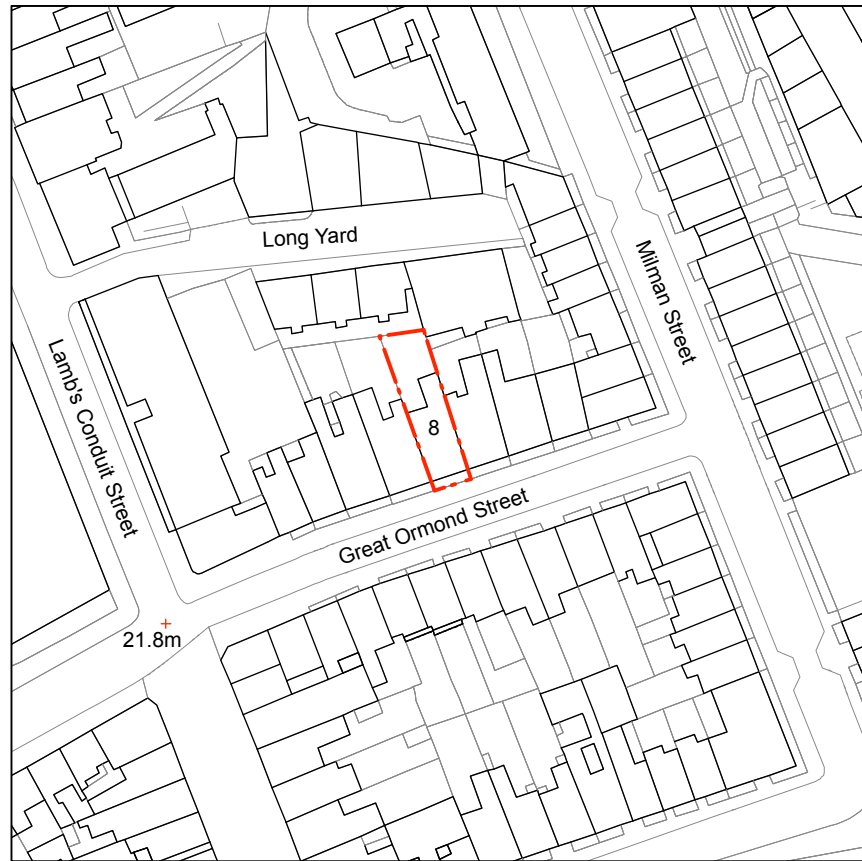 Long Yard
Milman Street
Lamb's Conduit Street
8
Great Ormond Street
21.8m